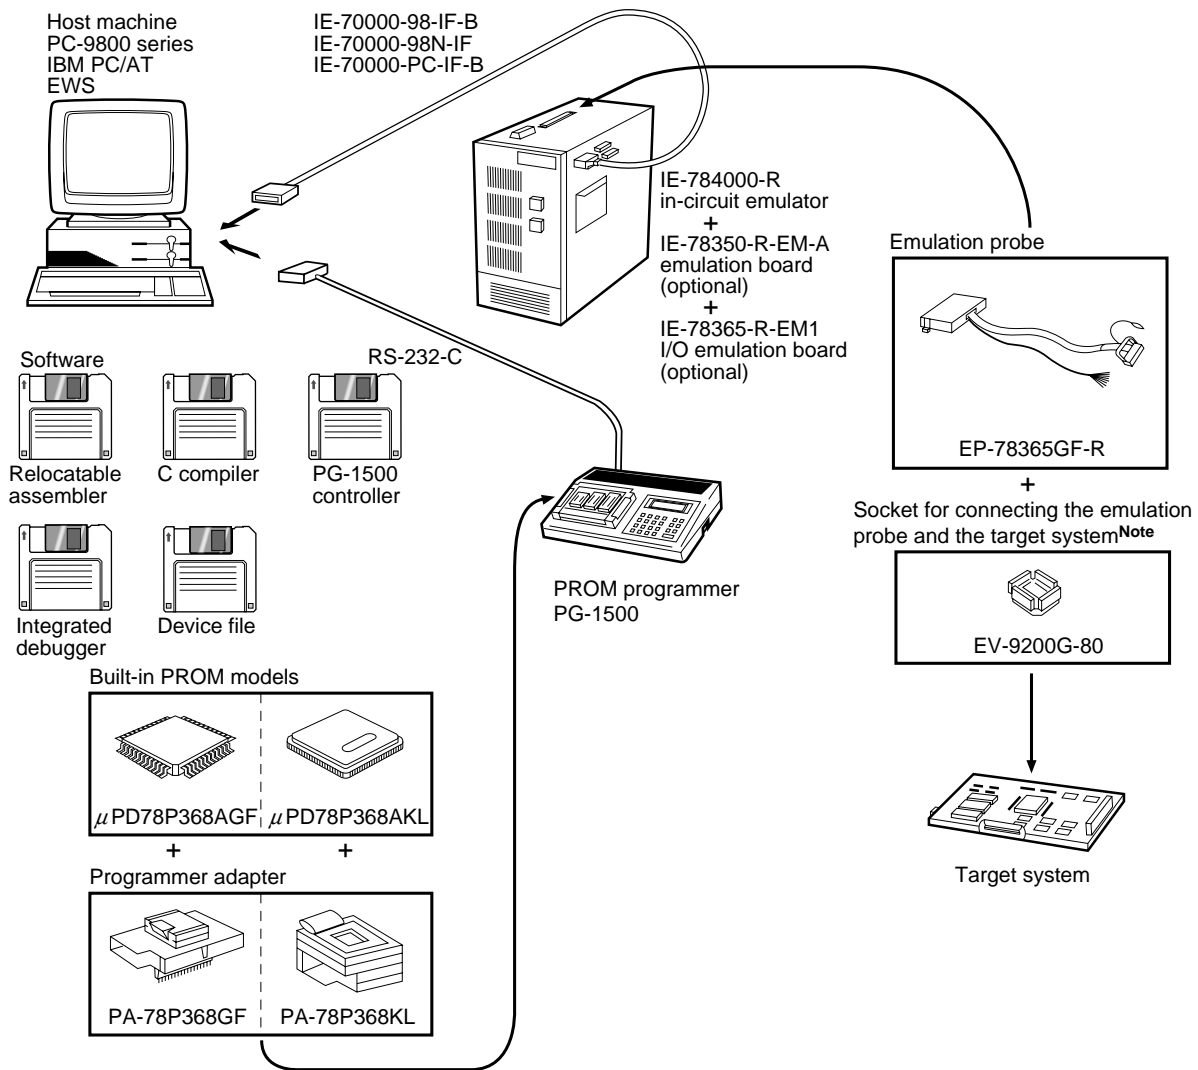 Host machine
PC-9800 series
IBM PC/AT
EWS
IE-70000-98-IF-B
IE-70000-98N-IF
IE-70000-PC-IF-B
IE-784000-R
in-circuit emulator
+
IE-78350-R-EM-A
emulation board
(optional)
+
IE-78365-R-EM1
I/O emulation board
(optional)
Emulation probe
EP-78365GF-R
+
Socket for connecting the emulation
probe and the target systemNote
EV-9200G-80
Target system
Software
RS-232-C
Relocatable
assembler
C compiler
PG-1500
controller
Integrated
debugger
Device file
PROM programmer
PG-1500
Built-in PROM models
μPD78P368AGF
μPD78P368AKL
+
+
Programmer adapter
PA-78P368GF
PA-78P368KL